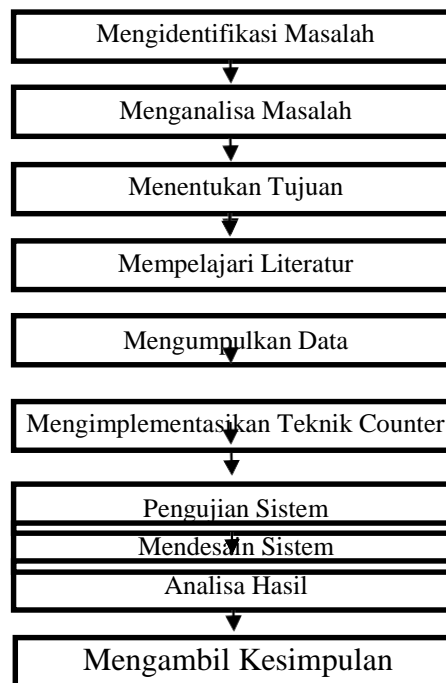 Mengidentifikasi Masalah
Menganalisa Masalah
Menentukan Tujuan
Mempelajari Literatur
Mengumpulkan Data
Mengimplementasikan Teknik Counter
Pengujian Sistem
Mendesain Sistem
Analisa Hasil
Mengambil Kesimpulan